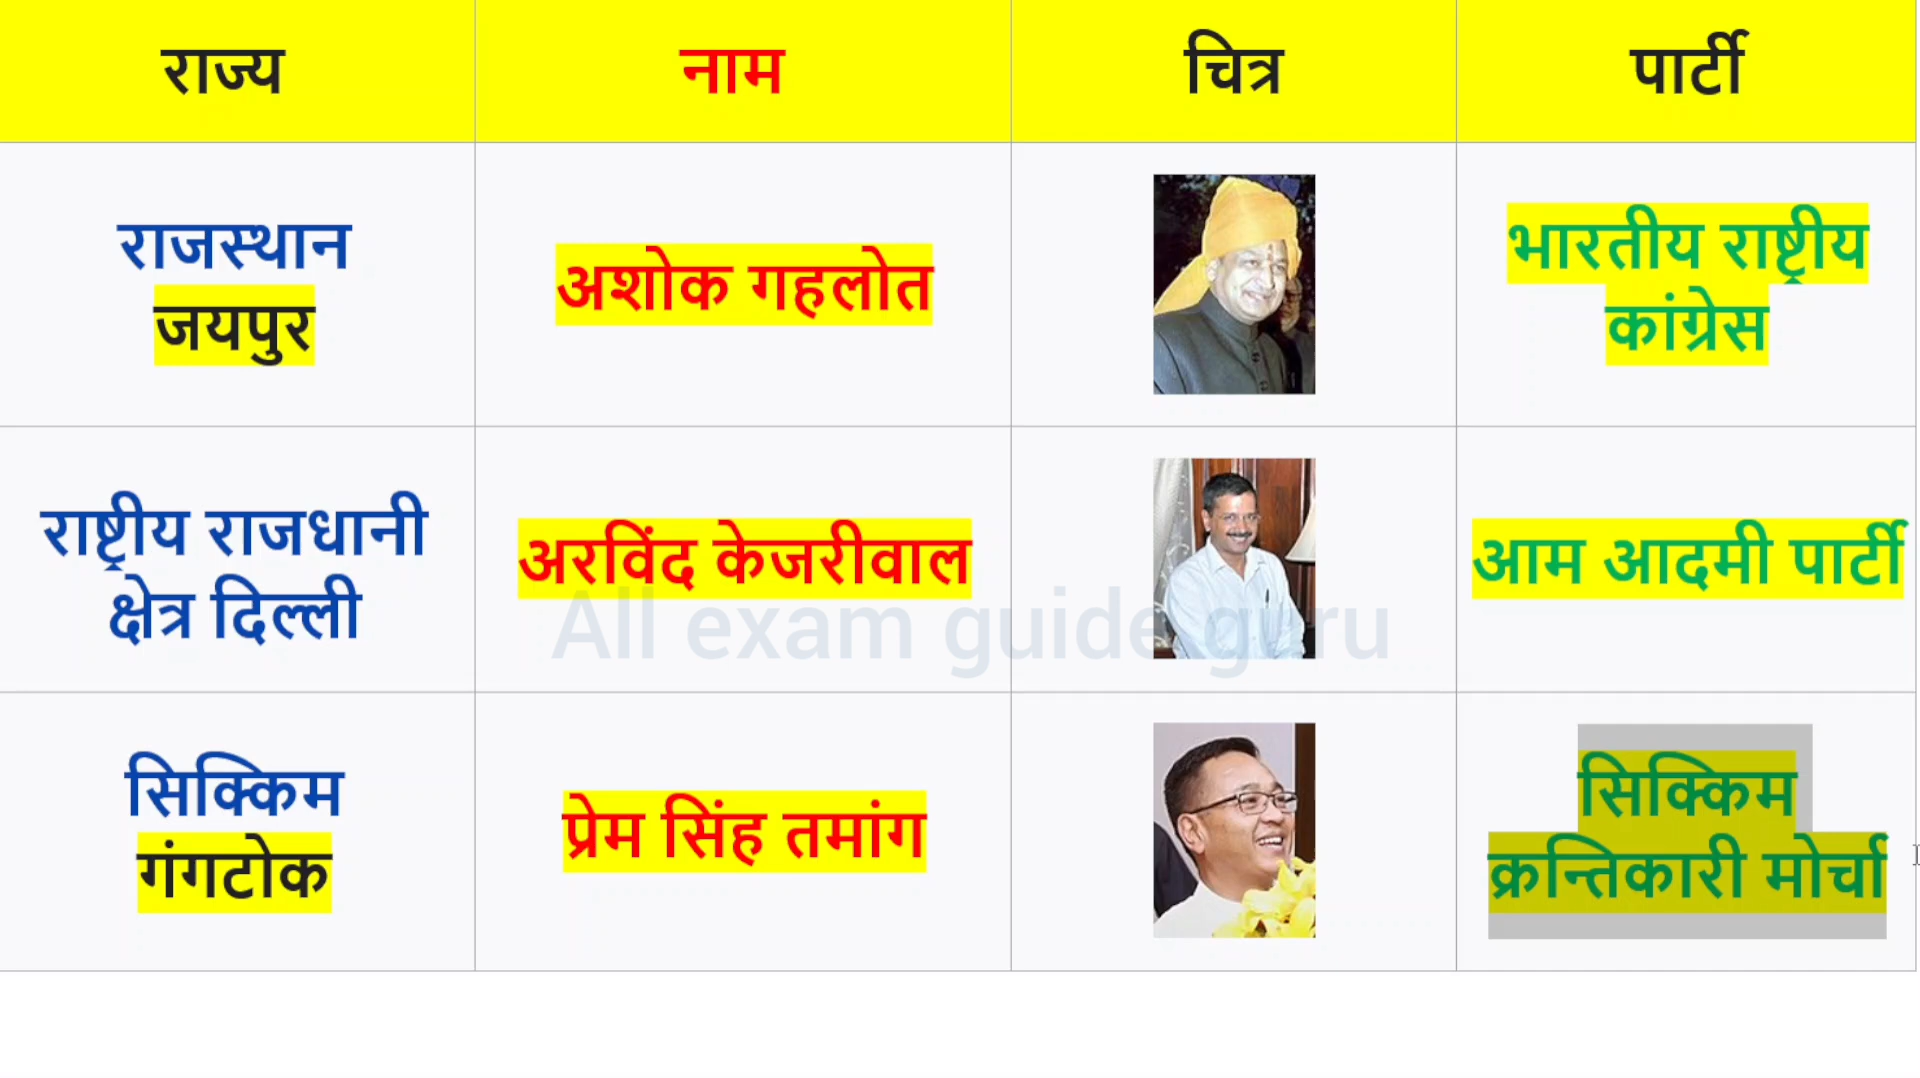 राज्य
नाम
चित्र
पार्टी
राजस्थान
जयपुर
अशोक गहलोत
भारतीय राष्ट्रीय
कांग्रेस
राष्ट्रीय राजधानी
क्षेत्र दिल्ली
अरविंद केजरीवाल
आम आदमी पार्टी
All exam guide guru
सिक्किम
गंगटोक
प्रेम सिंह तमांग
सिक्किम
क्रन्तिकारी मोर्चा